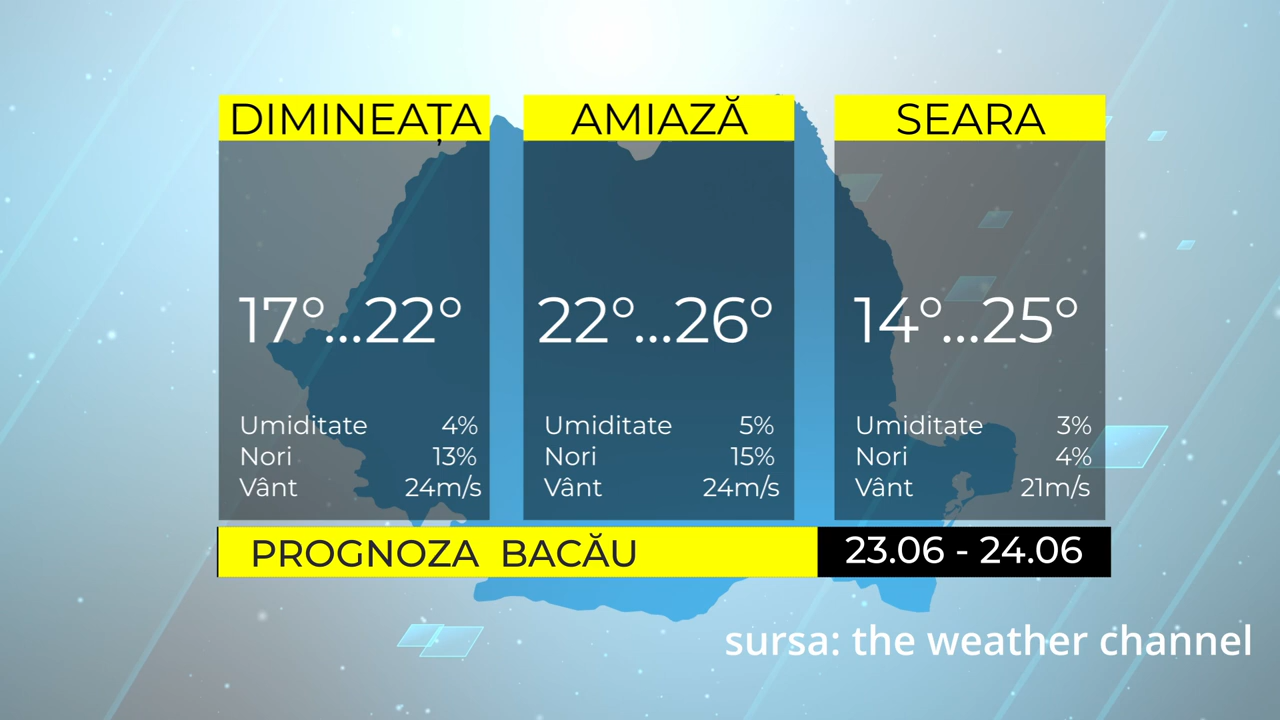 DIMINEAȚA
17°...22°
Umiditate 4%
Nori 13%
Vânt 24m/s
AMIAZĂ
22°...26°
Umiditate 5%
Nori 15%
Vânt 24m/s
SEARA
14°...25°
Umiditate 3%
Nori 4%
Vânt 21m/s
PROGNOZA BACĂU
23.06 - 24.06
sursa: the weather channel